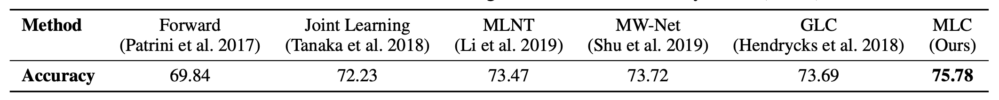 Method Forward Joint Learning MLNT MW-Net GLC MLC
(Patrini et al. 2017) (Tanaka et al. 2018) (Li et al. 2019) (Shu et al. 2019) (Hendrycks et al. 2018) (Ours)
Accuracy 69.84 72.23 73.47 73.72 73.69 75.78